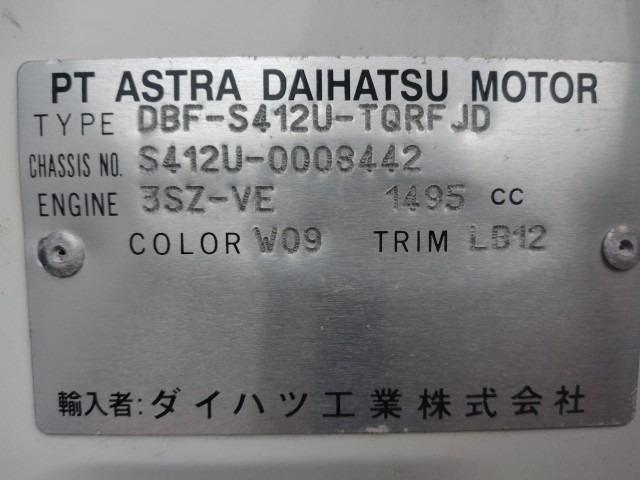 PT ASTRA DAIHATSU MOTOR
TYPE DBF-S412U-TQRFJD
CHASSIS NO. S412U-0008442
ENGINE 3SZ-VE 1495 cc
COLOR W09 TRIM LB12
輸入者:ダイハツ工業株式会社